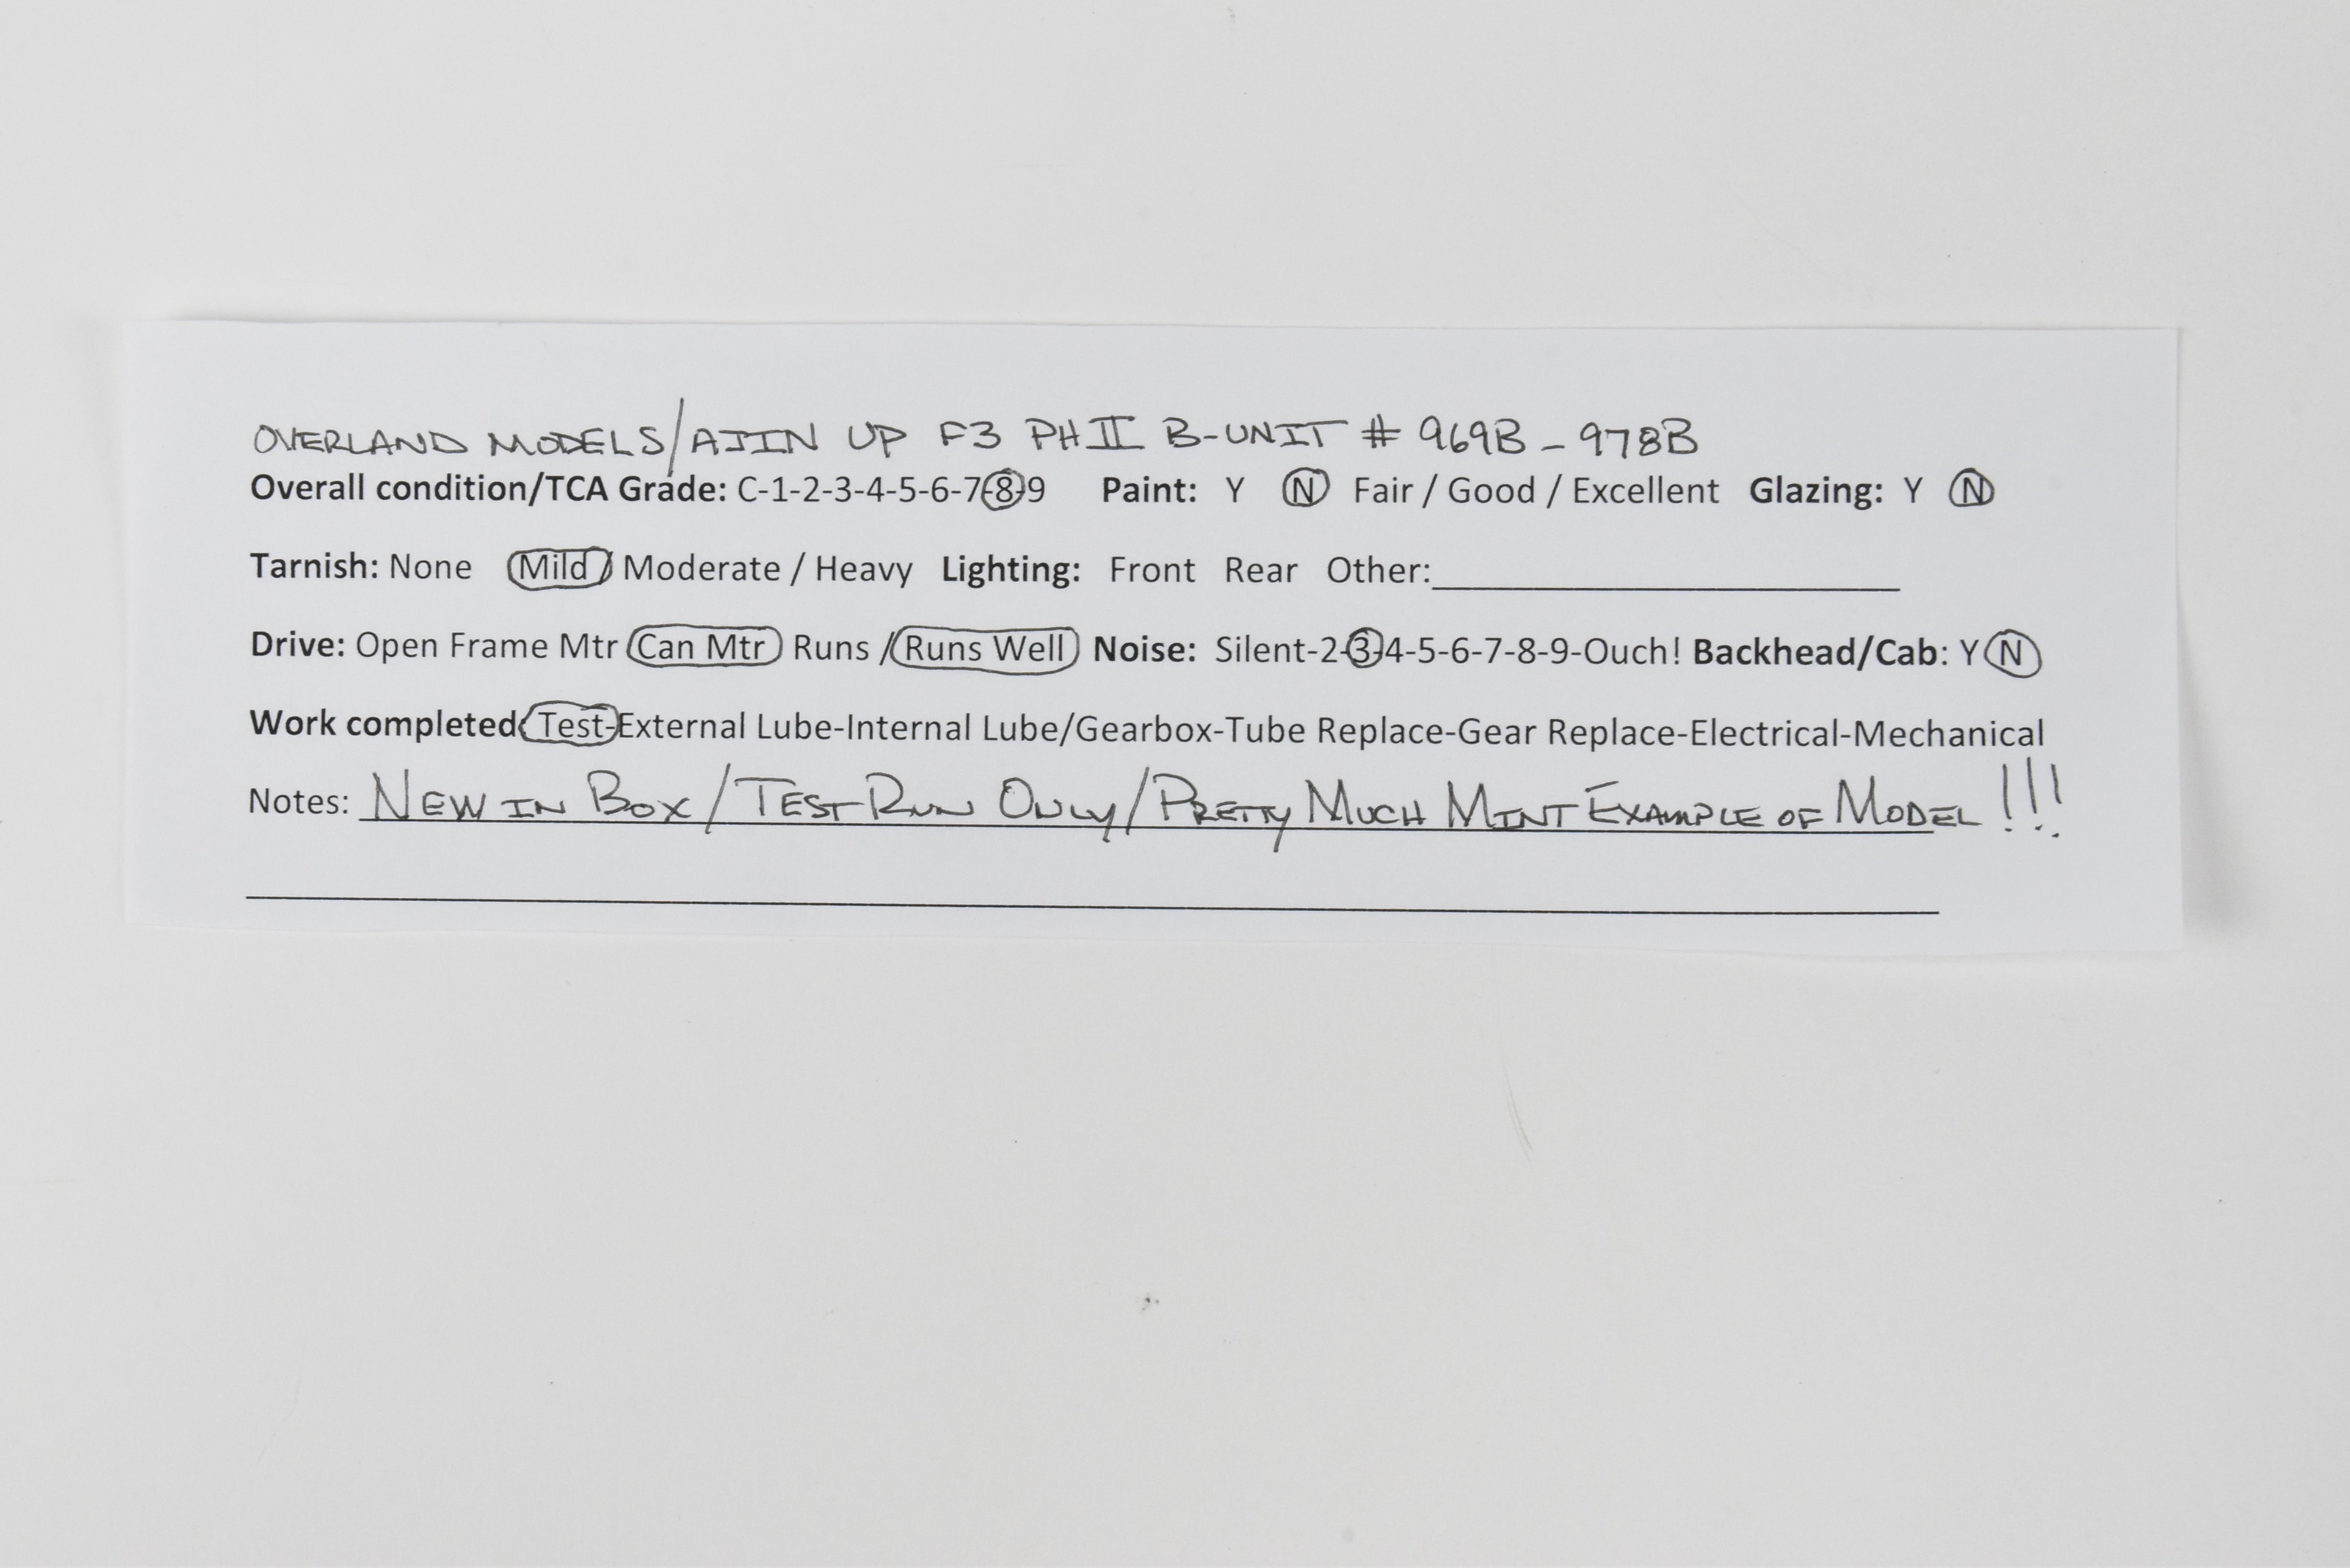 OVERLAND MODELS/AJIN UP F3 PH II B-UNIT # 969B - 978B
Overall condition/TCA Grade: C-1-2-3-4-5-6-7-8-9 Paint: Y N Fair / Good / Excellent Glazing: Y N
Tarnish: None Mild / Moderate / Heavy Lighting: Front Rear Other:
Drive: Open Frame Mtr Can Mtr Runs / Runs Well Noise: Silent-2-3-4-5-6-7-8-9-Ouch! Backhead/Cab: Y N
Work completed: Test-External Lube-Internal Lube/Gearbox-Tube Replace-Gear Replace-Electrical-Mechanical
Notes: NEW IN BOX/TEST RUN ONLY/PRETTY MUCH MINT EXAMPLE OF MODEL!!!